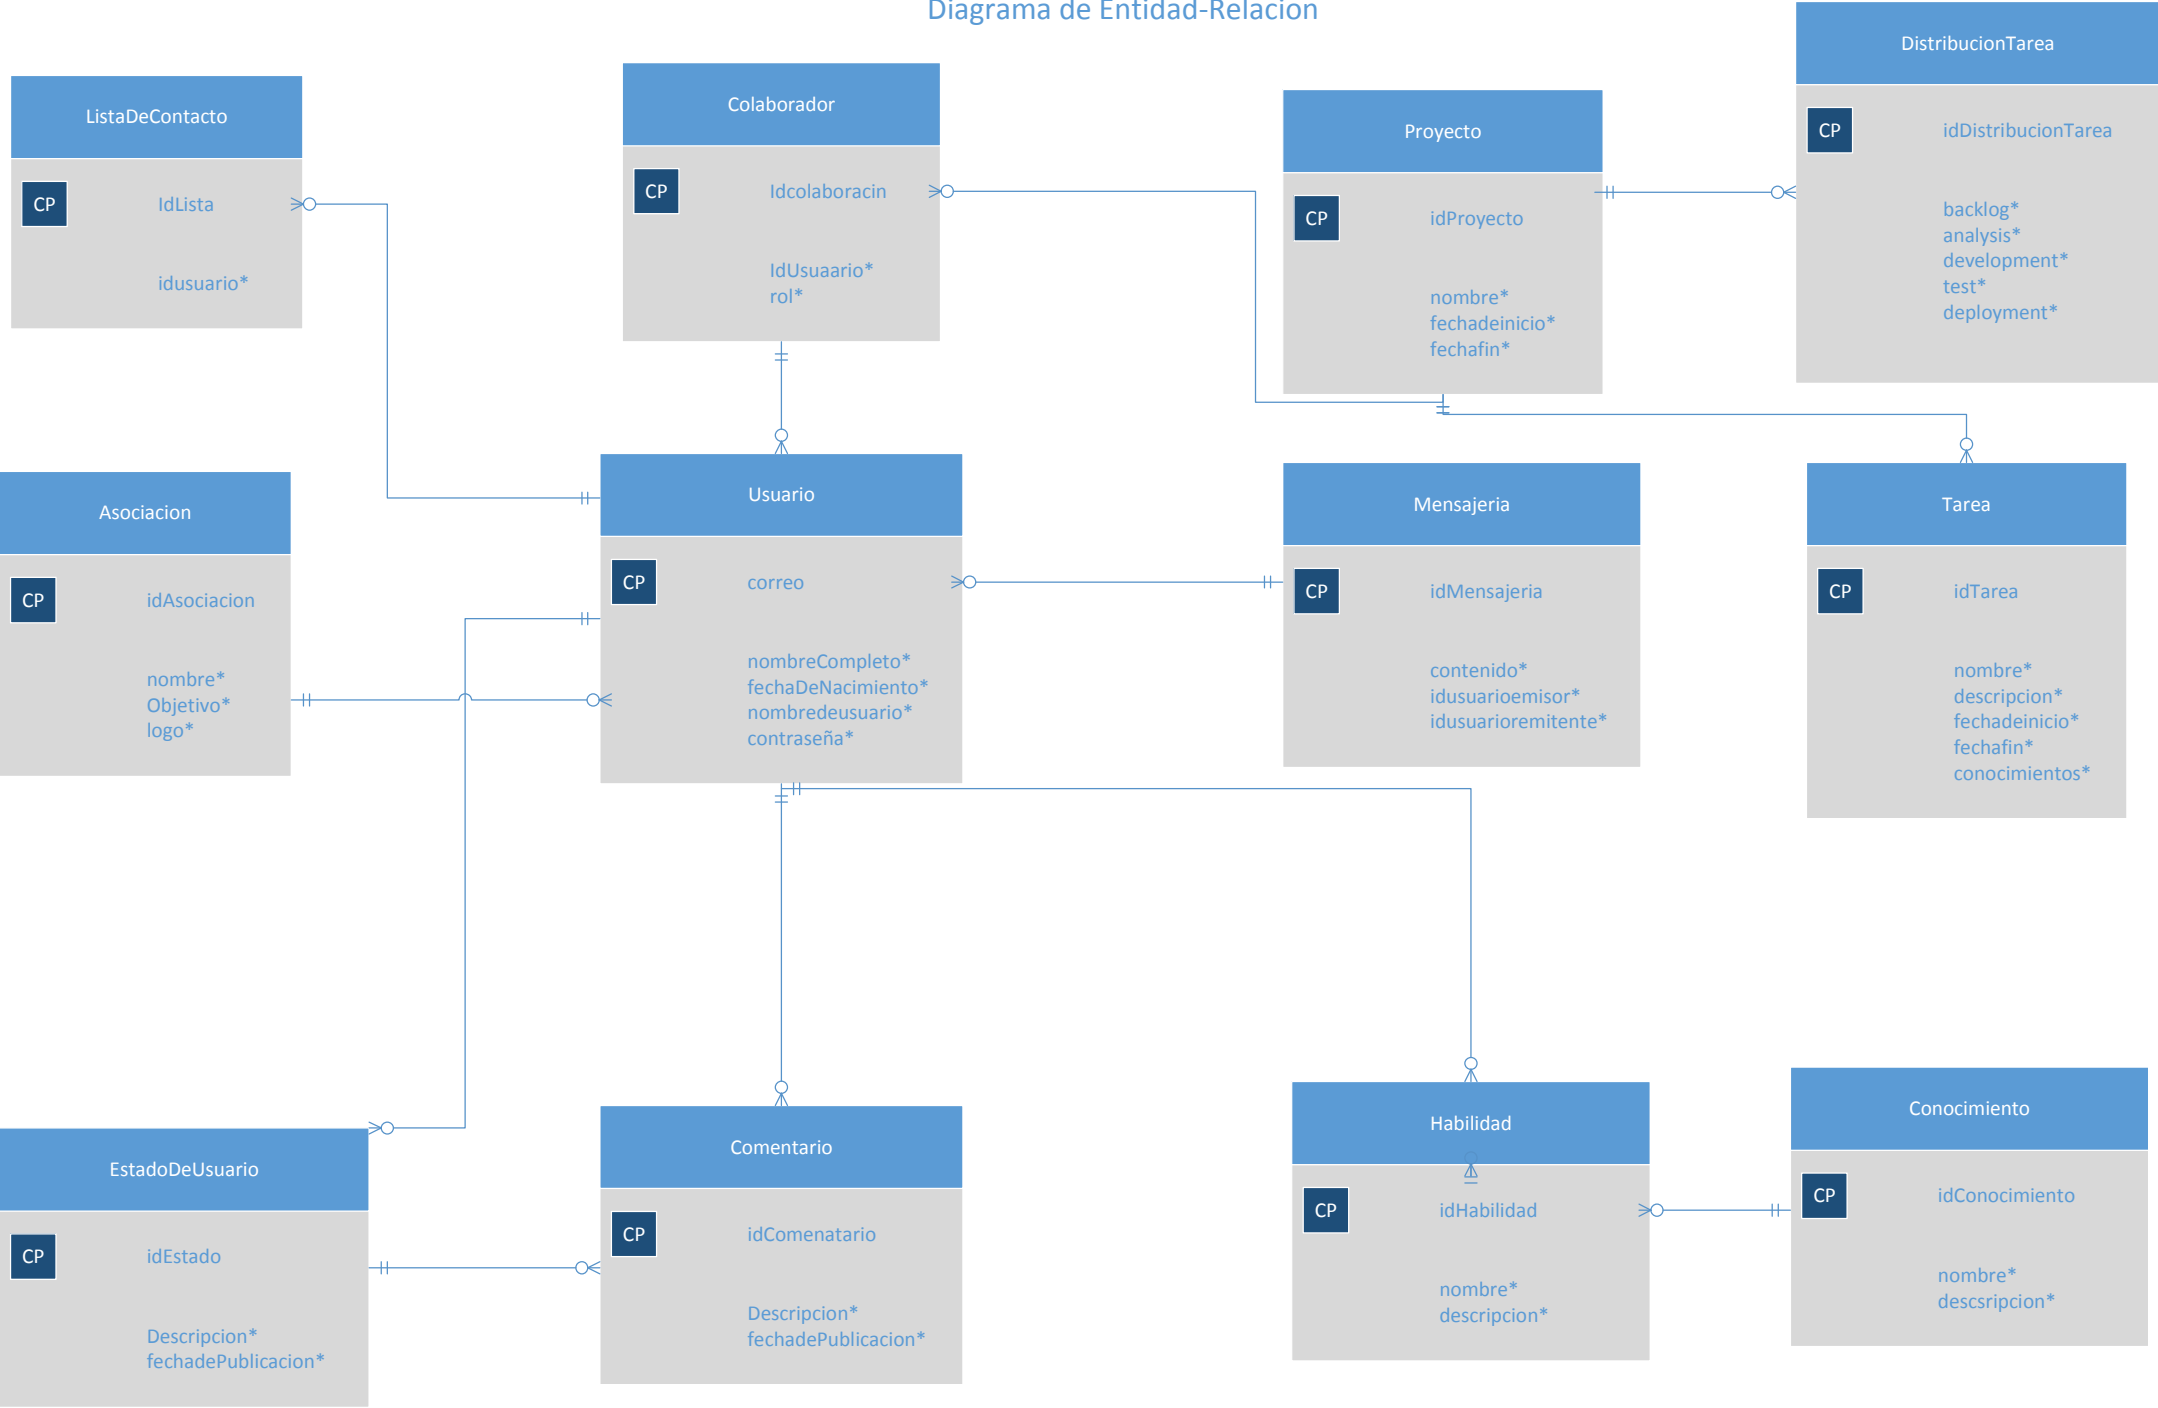 Diagrama de Entidad-Relacion
ListaDeContacto
CP
IdLista
idusuario*
Colaborador
CP
Idcolaboracin
IdUsuaario*
rol*
Proyecto
CP
idProyecto
nombre*
fechadeinicio*
fechafin*
DistribucionTarea
CP
idDistribucionTarea
backlog*
analysis*
development*
test*
deployment*
Asociacion
CP
idAsociacion
nombre*
Objetivo*
logo*
Usuario
CP
correo
nombreCompleto*
fechaDeNacimiento*
nombredeusuario*
contraseña*
Mensajeria
CP
idMensajeria
contenido*
idusuarioemisor*
idusuarioremitente*
Tarea
CP
idTarea
nombre*
descripcion*
fechadeinicio*
fechafin*
conocimientos*
EstadoDeUsuario
CP
idEstado
Descripcion*
fechadePublicacion*
Comentario
CP
idComenatario
Descripcion*
fechadePublicacion*
Habilidad
CP
idHabilidad
nombre*
descripcion*
Conocimiento
CP
idConocimiento
nombre*
descsripcion*